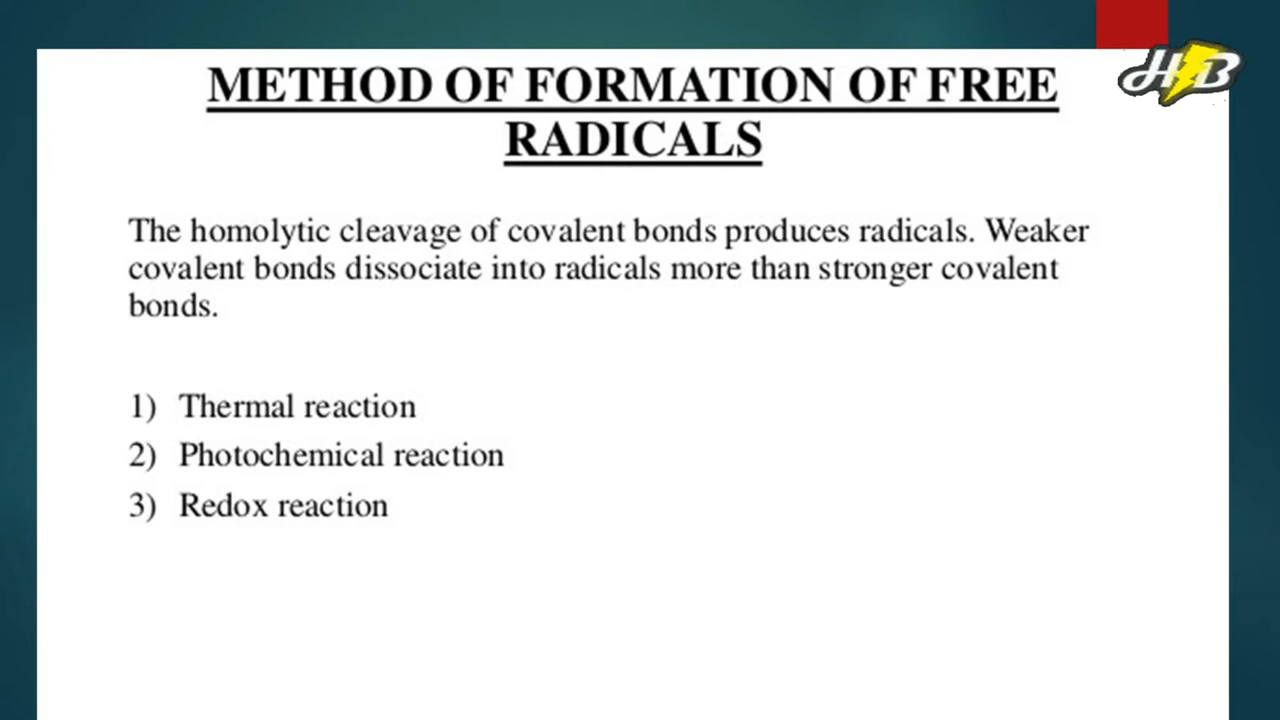 HB
METHOD OF FORMATION OF FREE
RADICALS
The homolytic cleavage of covalent bonds produces radicals. Weaker
covalent bonds dissociate into radicals more than stronger covalent
bonds.
1) Thermal reaction
2) Photochemical reaction
3) Redox reaction